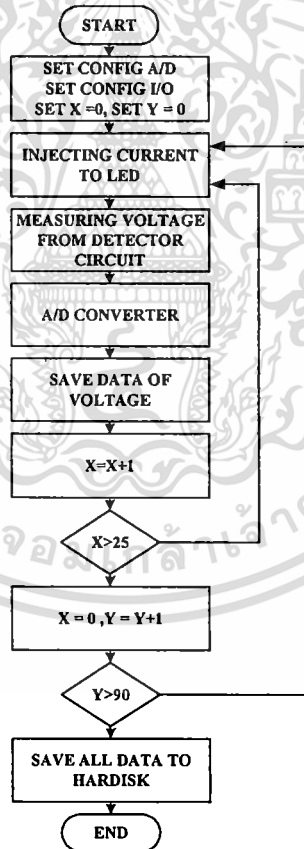 START
SET CONFIG A/D
SET CONFIG I/O
SET X =0, SET Y = 0
INJECTING CURRENT
TO LED
MEASURING VOLTAGE
FROM DETECTOR
CIRCUIT
A/D CONVERTER
SAVE DATA OF
VOLTAGE
X=X+1
X>25
X = 0 ,Y = Y+1
Y>90
SAVE ALL DATA TO
HARDISK
END